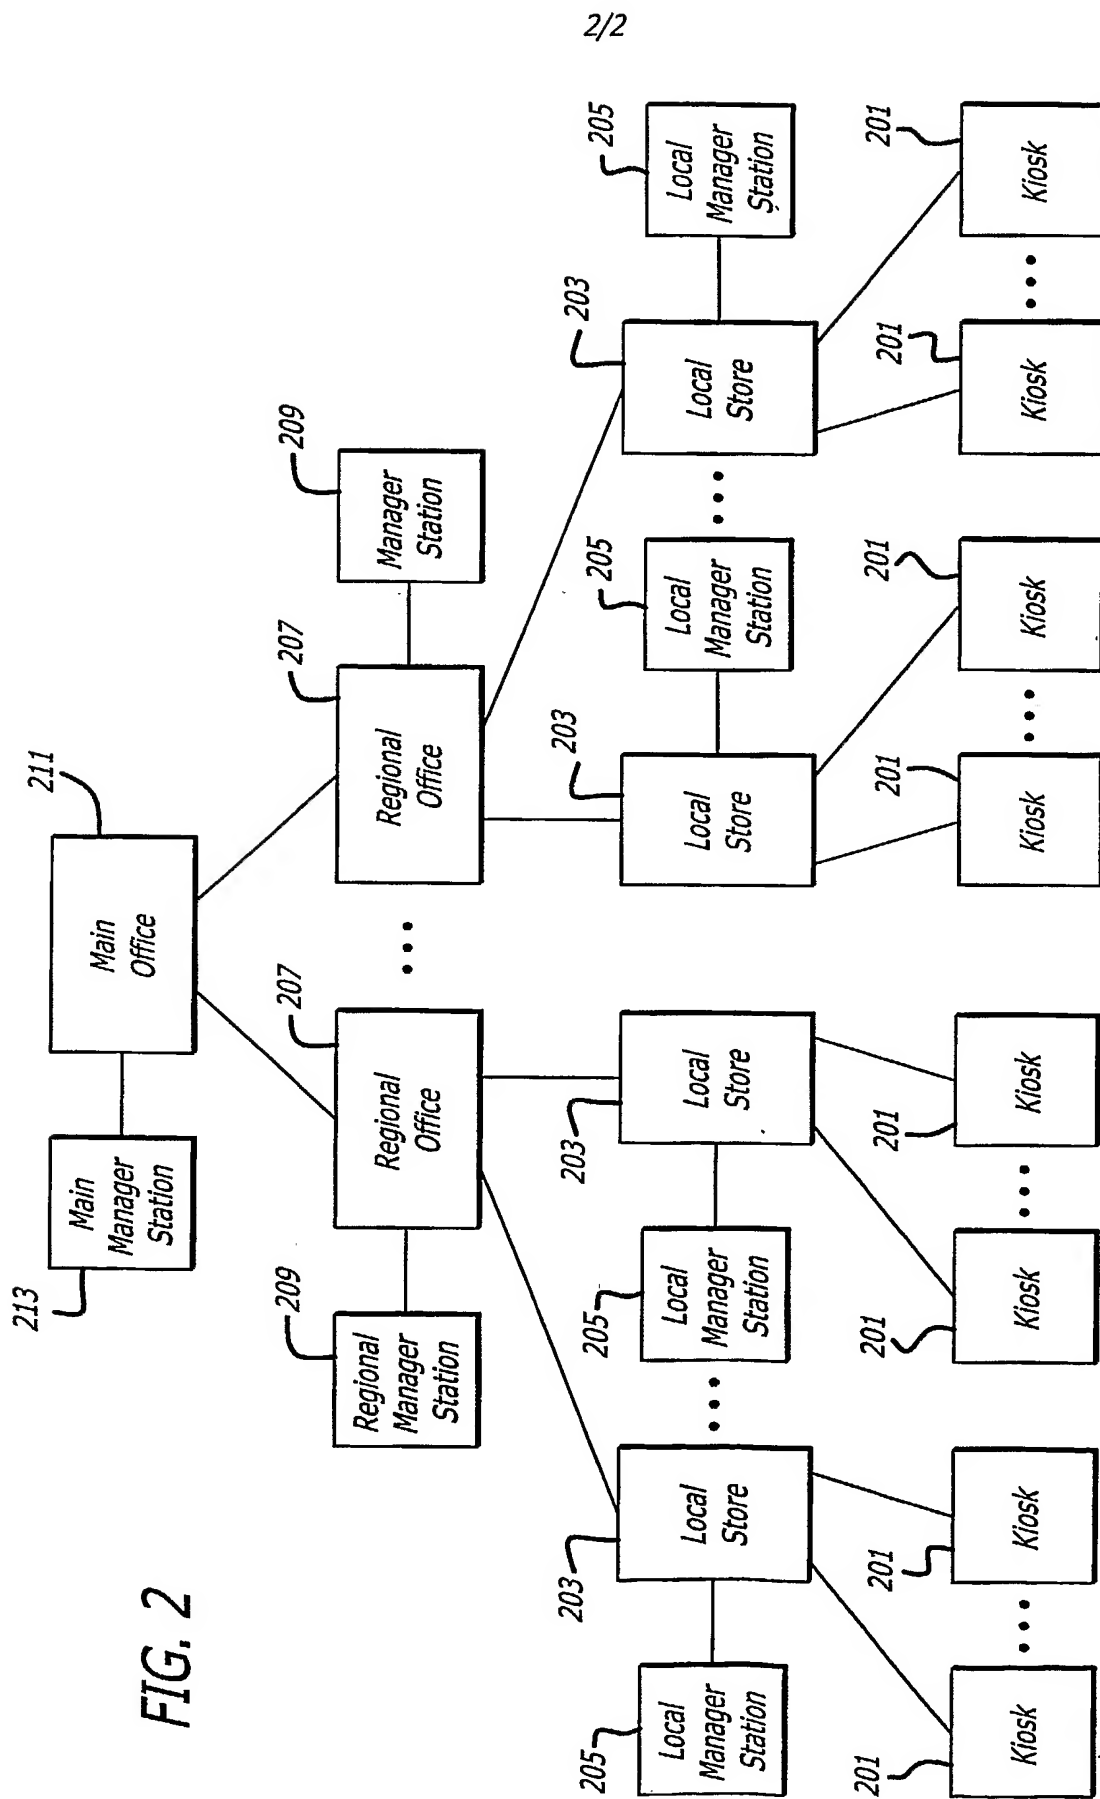 2/2
FIG. 2
213
Main
Manager
Station
211
Main
Office
209
Regional
Manager
Station
207
Regional
Office
207
Regional
Office
209
Manager
Station
205
Local
Manager
Station
203
Local
Store
205
Local
Manager
Station
203
Local
Store
203
Local
Store
205
Local
Manager
Station
203
Local
Store
205
Local
Manager
Station
201
Kiosk
201
Kiosk
201
Kiosk
201
Kiosk
201
Kiosk
201
Kiosk
201
Kiosk
201
Kiosk